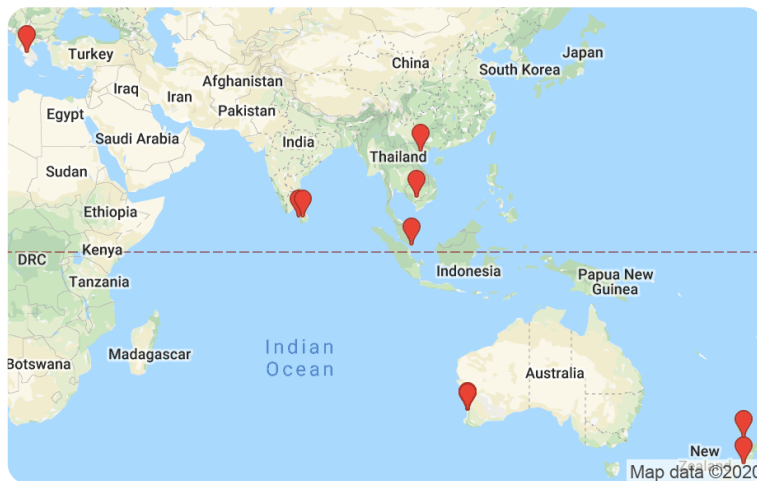 Japan
China
Turkey
South Korea
Afghanistan
Iraq
Iran
Pakistan
Egypt
Saudi Arabia
India
Thailand
Sudan
Ethiopia
Kenya
DRC
Indonesia
Papua New
Guinea
Tanzania
Indian
Ocean
Madagascar
Botswana
Australia
New
Zealand
Map data ©2020